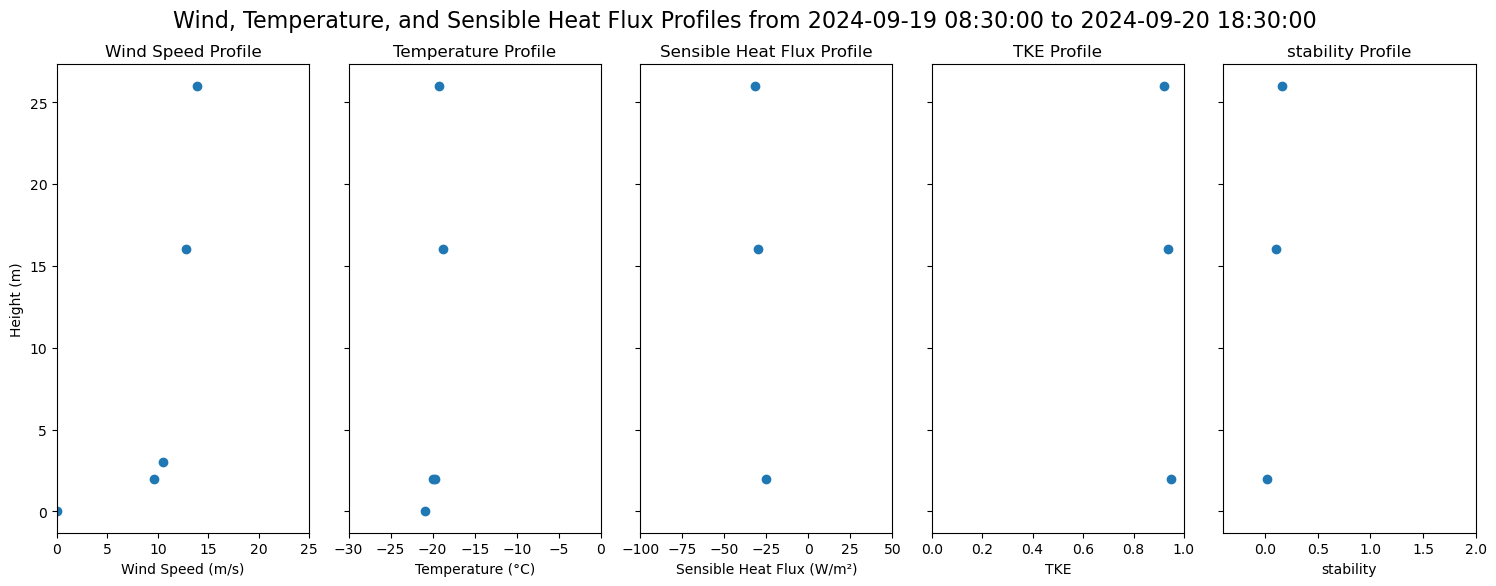 Wind, Temperature, and Sensible Heat Flux Profiles from 2024-09-19 08:30:00 to 2024-09-20 18:30:00
Wind Speed Profile
Temperature Profile
Sensible Heat Flux Profile
TKE Profile
stability Profile
Height (m)
25
20
15
10
5
0
0 5 10 15 20 25
−30 −25 −20 −15 −10 −5 0
−100 −75 −50 −25 0 25 50
0.0 0.2 0.4 0.6 0.8 1.0
0.0 0.5 1.0 1.5 2.0
Wind Speed (m/s)
Temperature (°C)
Sensible Heat Flux (W/m²)
TKE
stability